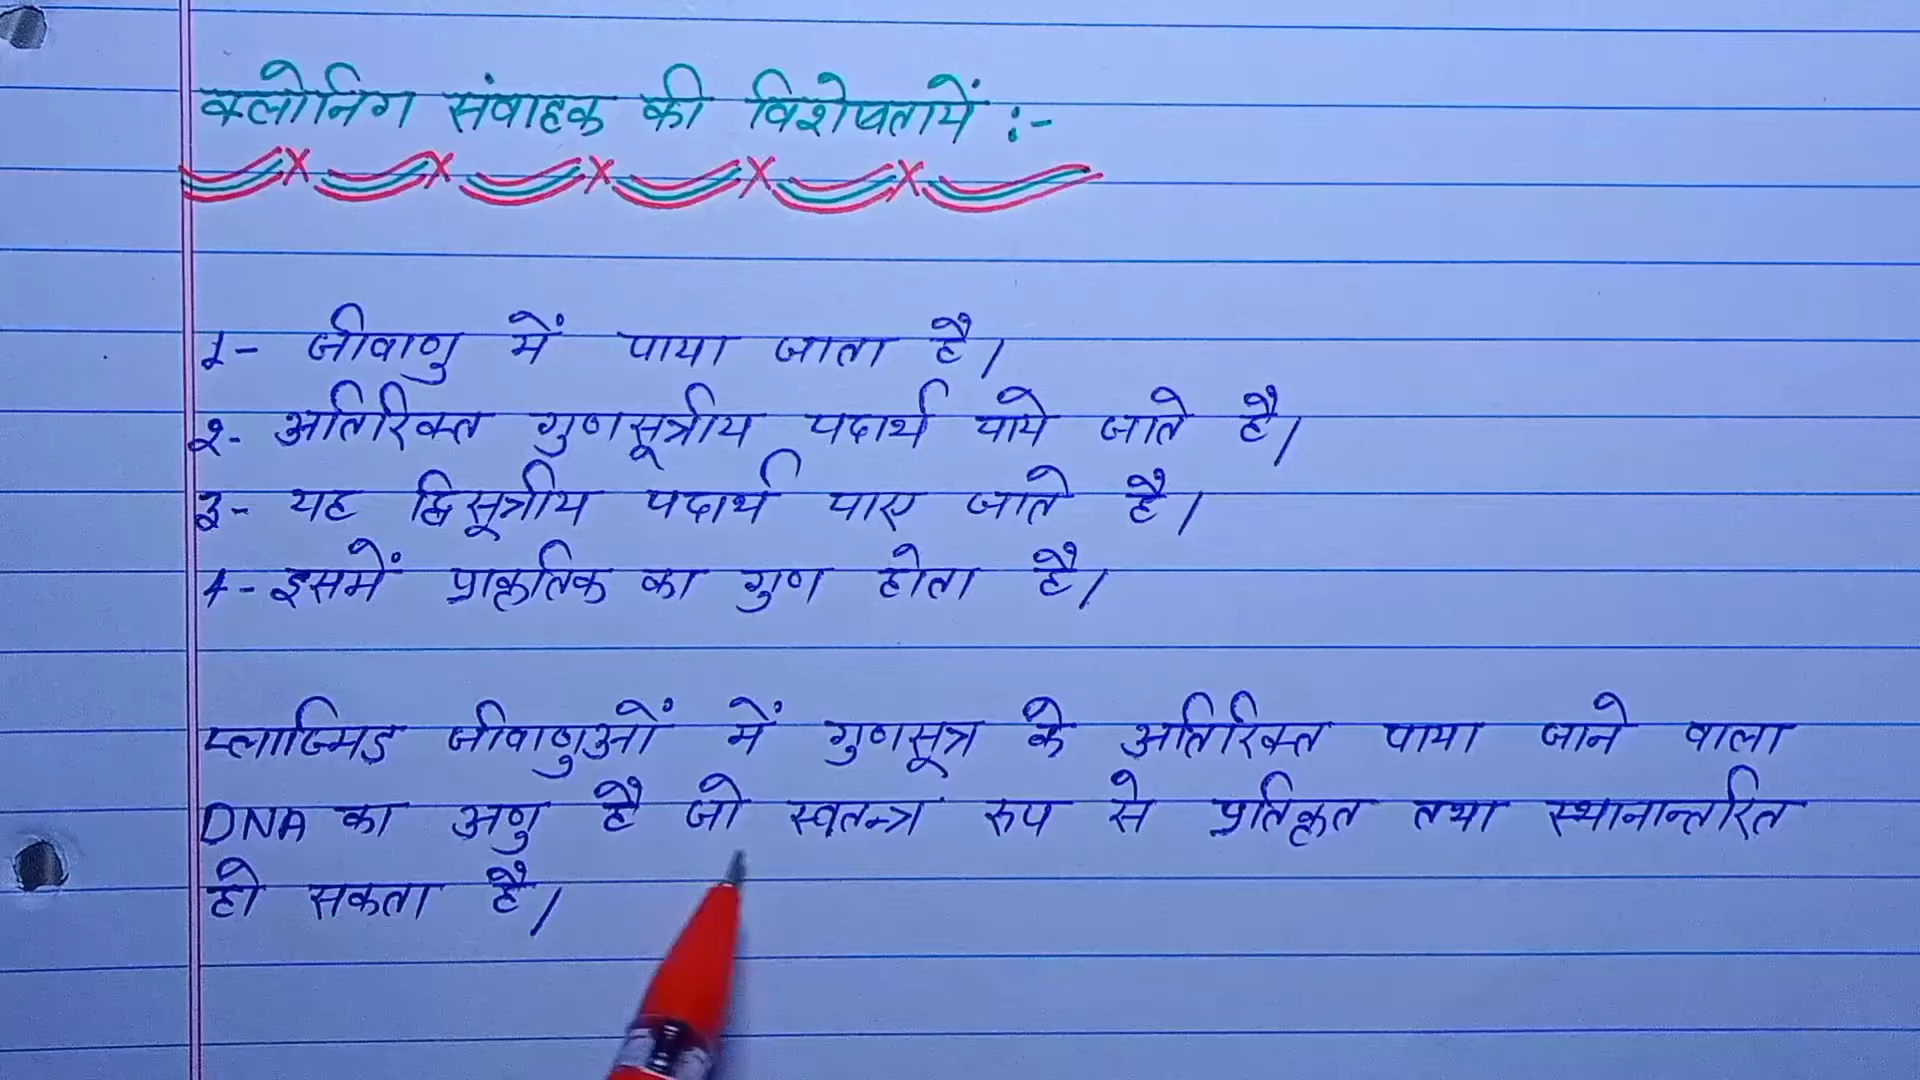 क्लोनिग संवाहक की विशेषतायें :-
1- जीवाणु में पाया जाता है।
2- अतिरिक्त गुणसूत्रीय पदार्थ पाये जाते है।
3- यह द्विसूत्रीय पदार्थ पाए जाते है।
4- इसमें प्राकृतिक का गुण होता है।
प्लाज्मिड जीवाणुओं में गुणसूत्र के अतिरिक्त पाया जाने वाला
DNA का अणु है जो स्वतन्त्र रूप से प्रतिकृत तथा स्थानान्तरित
हो सकता है।